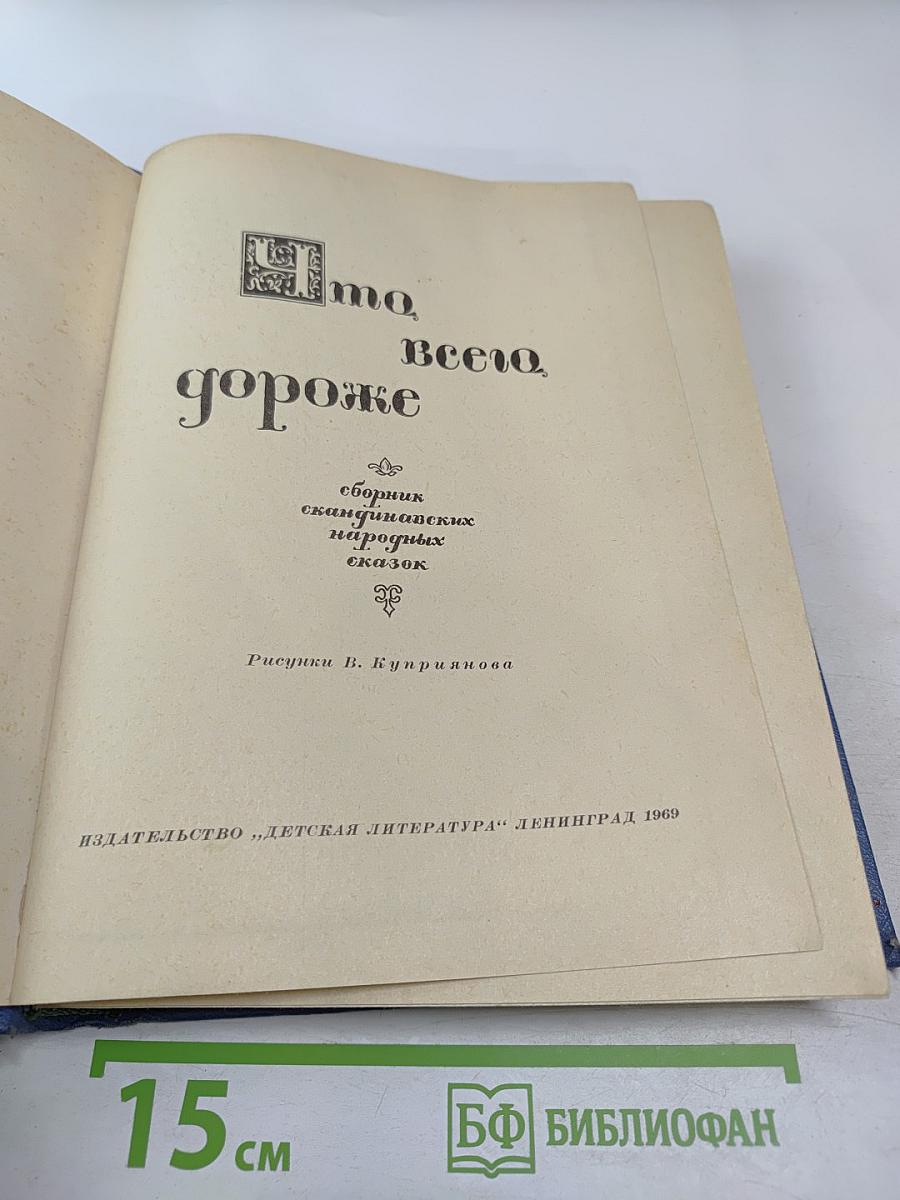 Что
всего
дороже
сборник
скандинавских
народных
сказок
Рисунки В. Куприянова
ИЗДАТЕЛЬСТВО „ДЕТСКАЯ ЛИТЕРАТУРА“ ЛЕНИНГРАД 1969
15 см
БФ БИБЛИОФАН